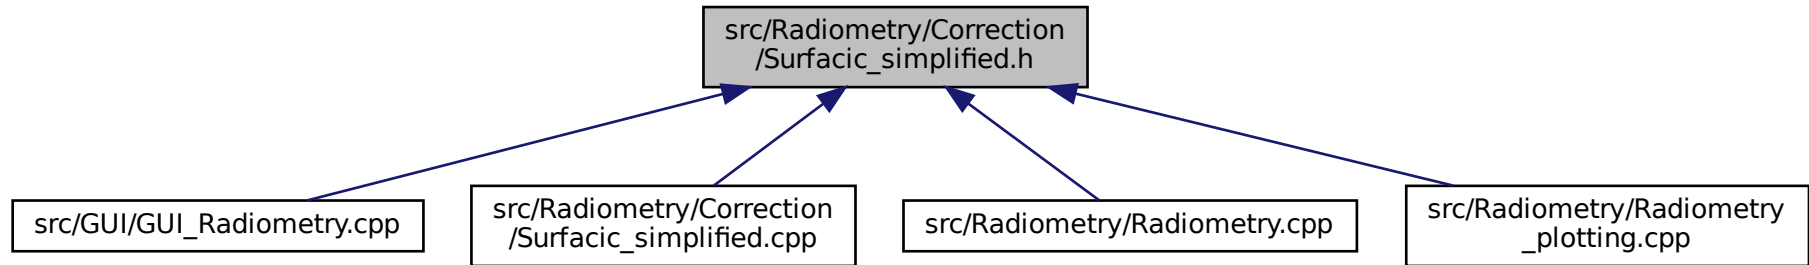 src/Radiometry/Correction
/Surfacic_simplified.h
src/GUI/GUI_Radiometry.cpp
src/Radiometry/Correction
/Surfacic_simplified.cpp
src/Radiometry/Radiometry.cpp
src/Radiometry/Radiometry
_plotting.cpp